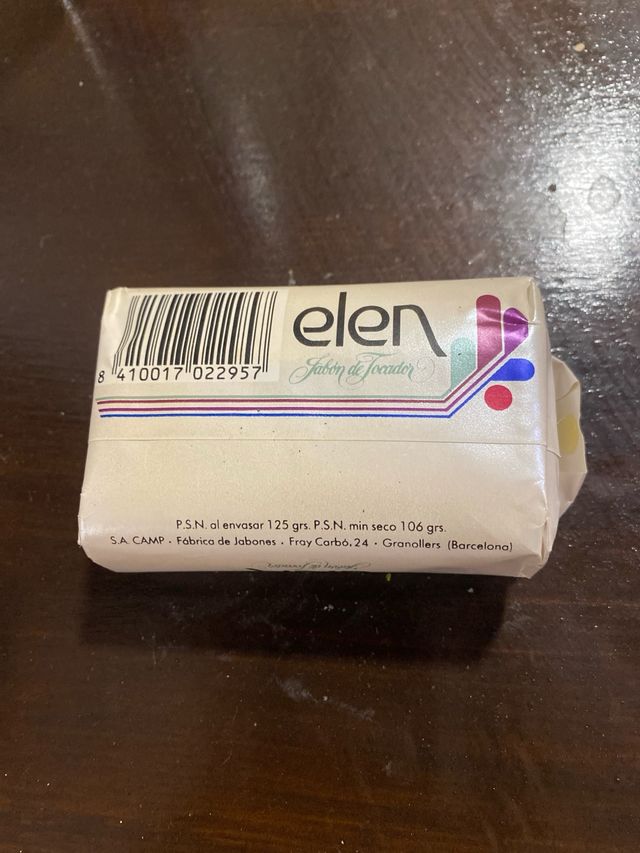 elen
Jabón de Tocador
8 410017 022957
P.S.N. al envasar 125 grs. P.S.N. min seco 106 grs.
S.A. CAMP · Fábrica de Jabones · Fray Carbó, 24 · Granollers (Barcelona)